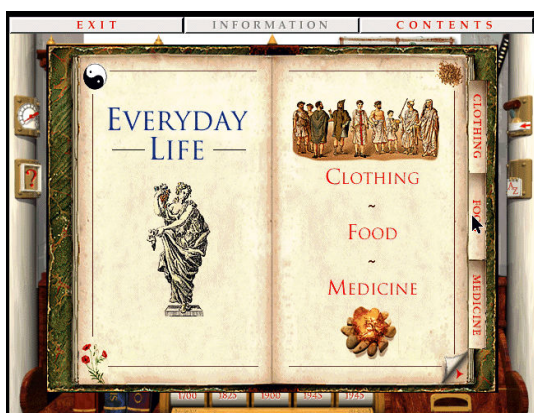 EXIT
INFORMATION
CONTENTS
EVERYDAY
LIFE
CLOTHING
~
FOOD
~
MEDICINE
CLOTHING
MEDICINE
?
A
Z
1700 1825 1900 1945